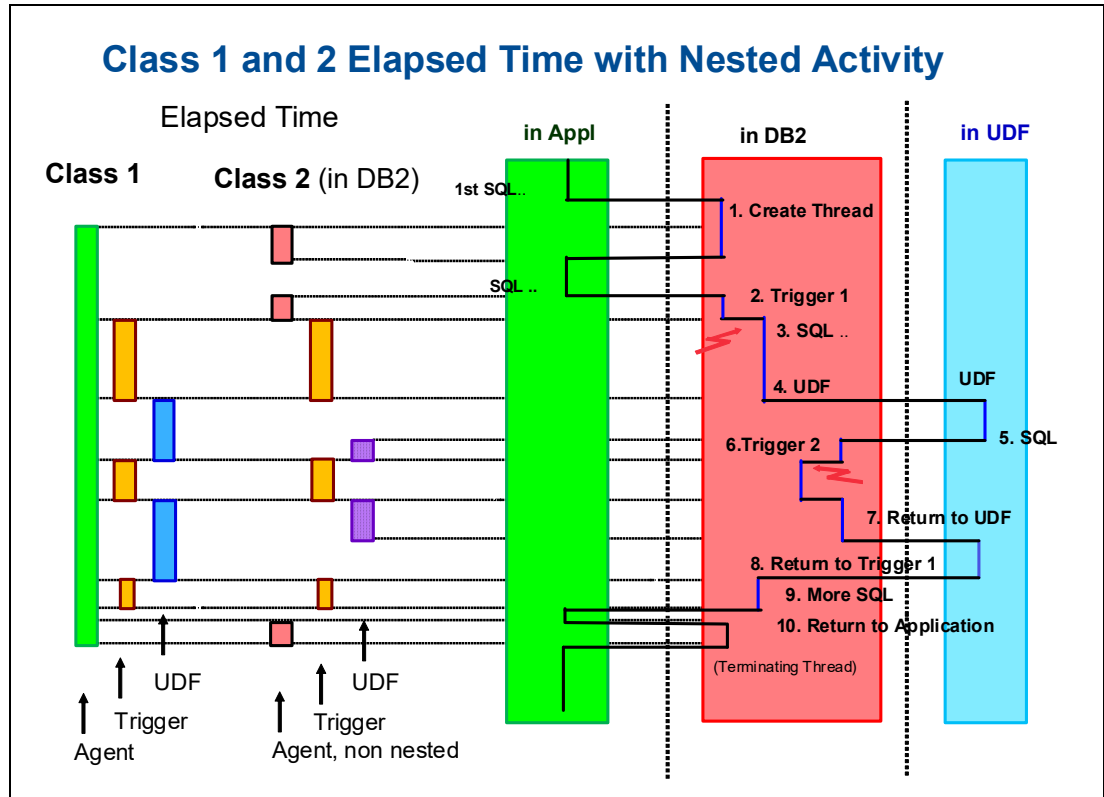 Class 1 and 2 Elapsed Time with Nested Activity
Elapsed Time
in Appl
in DB2
in UDF
Class 1
Class 2 (in DB2)
1st SQL..
1. Create Thread
SQL ..
2. Trigger 1
3. SQL ..
4. UDF
UDF
5. SQL
6.Trigger 2
7. Return to UDF
8. Return to Trigger 1
9. More SQL
10. Return to Application
(Terminating Thread)
UDF
UDF
Trigger
Trigger
Agent
Agent, non nested